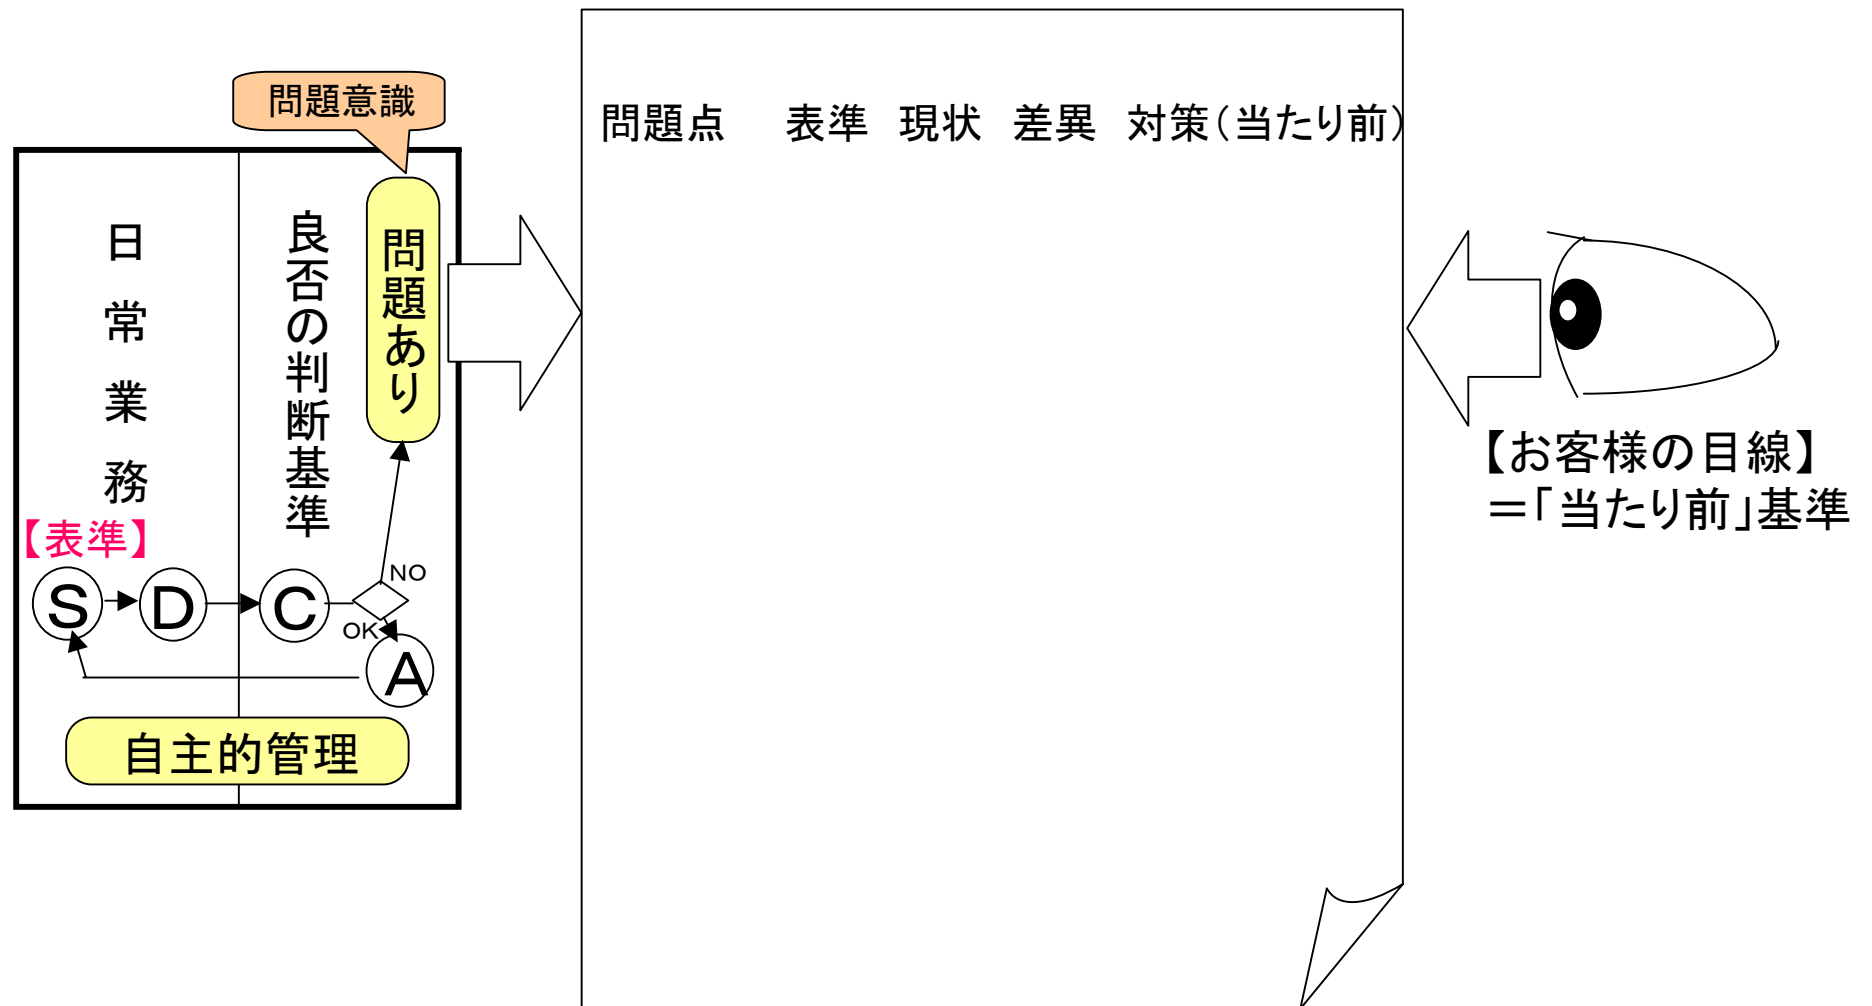 問題意識
日常業務
良否の判断基準
問題あり
【表準】
S
D
C
NO
OK
A
自主的管理
問題点 表準 現状 差異 対策(当たり前)
【お客様の目線】
=「当たり前」基準